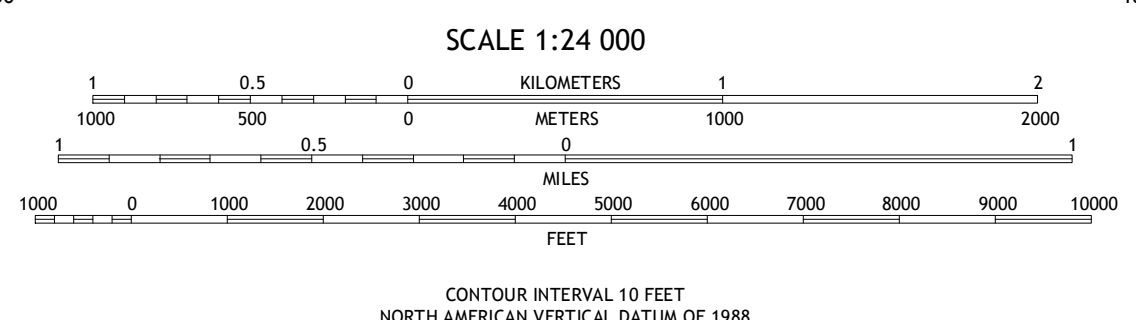 SCALE 1:24 000
1 0.5 0 KILOMETERS 1 2
1000 500 0 METERS 1000 2000
1 0.5 0 1
MILES
1000 0 1000 2000 3000 4000 5000 6000 7000 8000 9000 10000
FEET
CONTOUR INTERVAL 10 FEET
NORTH AMERICAN VERTICAL DATUM OF 1988